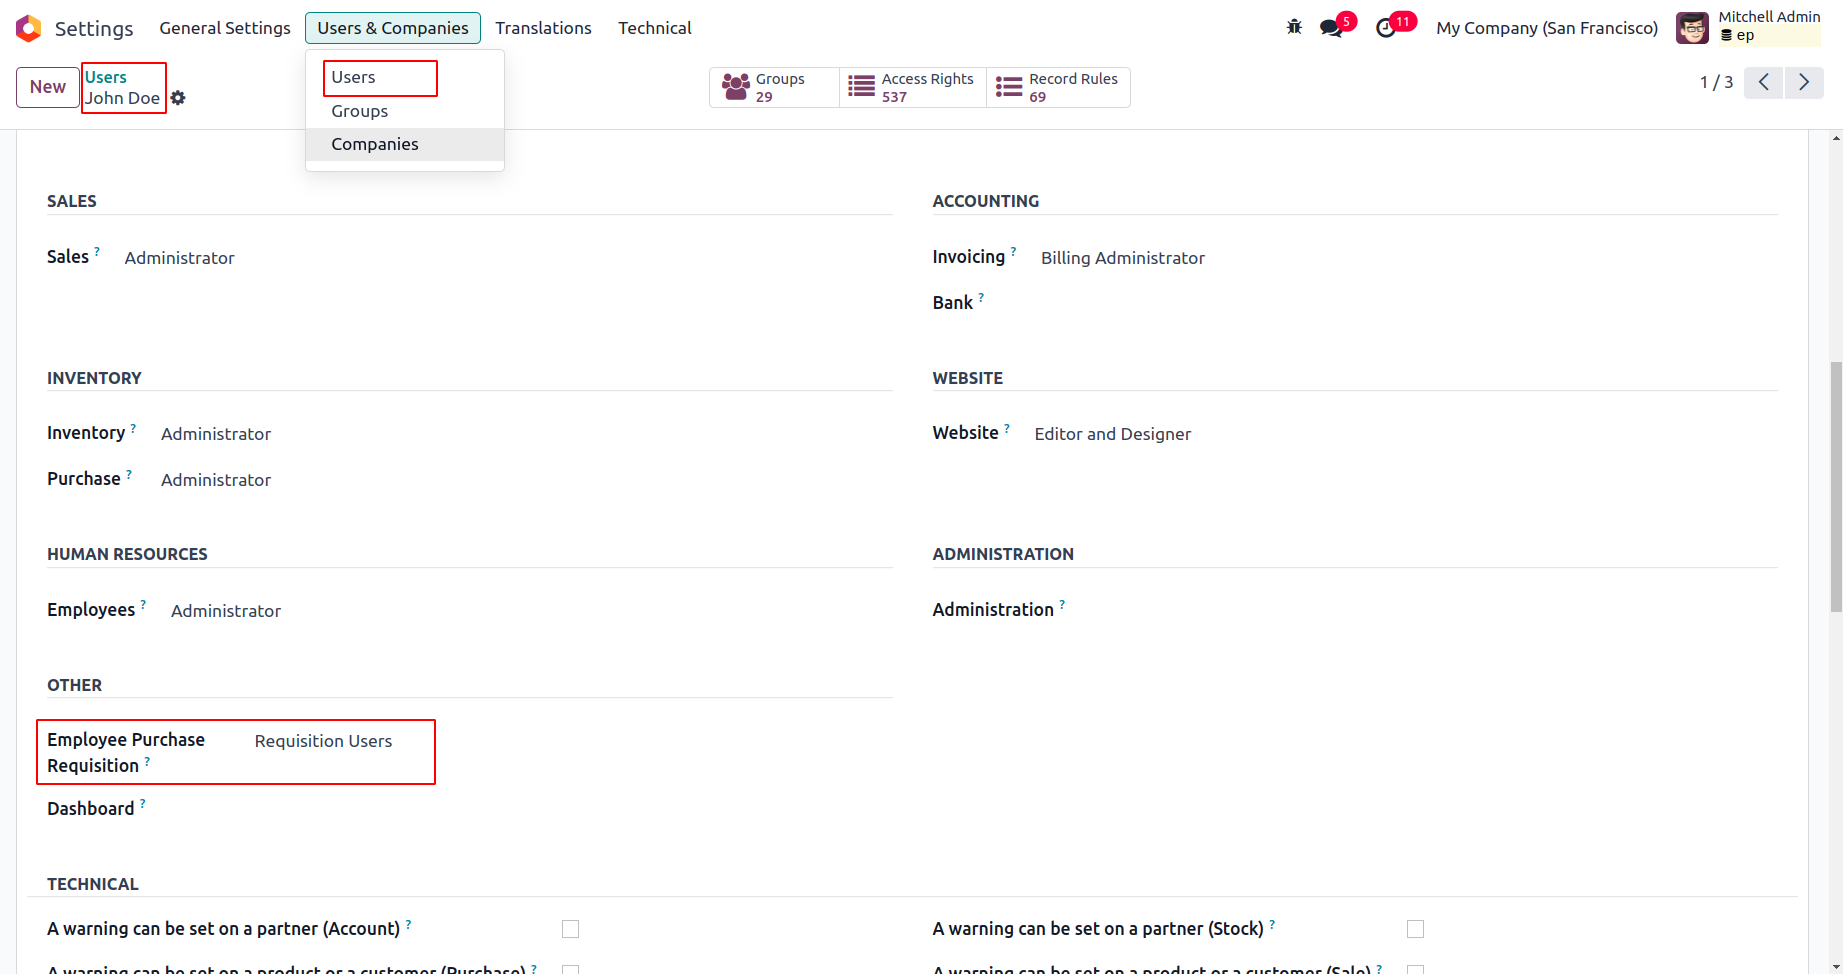 Settings General Settings Users & Companies Translations Technical 5 11 My Company (San Francisco) Mitchell Admin
ep
New Users
John Doe
Users
Groups
Companies
Groups
29
Access Rights
537
Record Rules
69
1 / 3
SALES ACCOUNTING
Sales ? Administrator Invoicing ? Billing Administrator
Bank ?
INVENTORY WEBSITE
Inventory ? Administrator Website ? Editor and Designer
Purchase ? Administrator
HUMAN RESOURCES ADMINISTRATION
Employees ? Administrator Administration ?
OTHER
Employee Purchase Requisition Users
Requisition ?
Dashboard ?
TECHNICAL
A warning can be set on a partner (Account) ? A warning can be set on a partner (Stock) ?
A warning can be set on a product or a customer (Purchase) ? A warning can be set on a product or a customer (Sale) ?